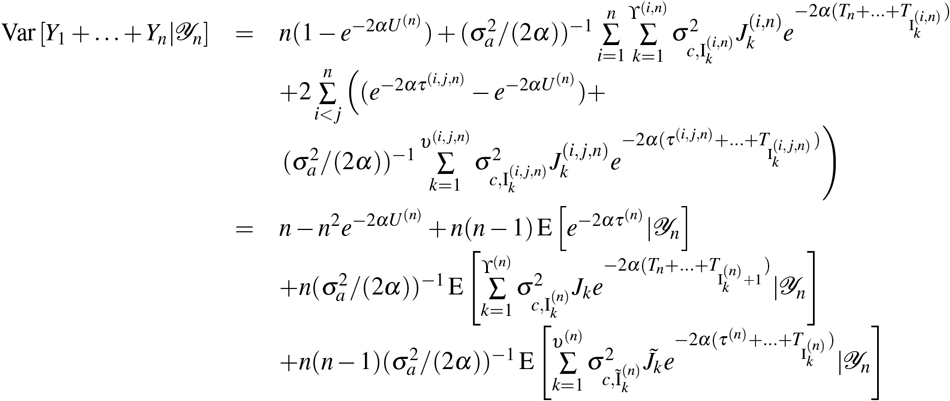 Var [Y_1 + … + Y_n|𝒴_n] = n(1 − e^{−2αU^{(n)}}) + (σ_a^2/(2α))^{−1} ∑_{i=1}^{n} ∑_{k=1}^{ϒ^{(i,n)}} σ^2_{c,I_k^{(i,n)}} J_k^{(i,n)} e^{−2α(T_n+…+T_{I_k^{(i,n)}})}
+2 ∑_{i<j}^{n} ( (e^{−2ατ^{(i,j,n)}} − e^{−2αU^{(n)}})+
(σ_a^2/(2α))^{−1} ∑_{k=1}^{υ^{(i,j,n)}} σ^2_{c,I_k^{(i,j,n)}} J_k^{(i,j,n)} e^{−2α(τ^{(i,j,n)}+…+T_{I_k^{(i,j,n)}})} )
= n − n^2 e^{−2αU^{(n)}} + n(n − 1) E [e^{−2ατ^{(n)}}|𝒴_n]
+n(σ_a^2/(2α))^{−1} E [ ∑_{k=1}^{ϒ^{(n)}} σ^2_{c,I_k^{(n)}} J_k e^{−2α(T_n+…+T_{I_k^{(n)}+1})} |𝒴_n ]
+n(n − 1)(σ_a^2/(2α))^{−1} E [ ∑_{k=1}^{υ^{(n)}} σ^2_{c,Ĩ_k^{(n)}} J̃_k e^{−2α(τ^{(n)}+…+T_{I_k^{(n)}})} |𝒴_n ]